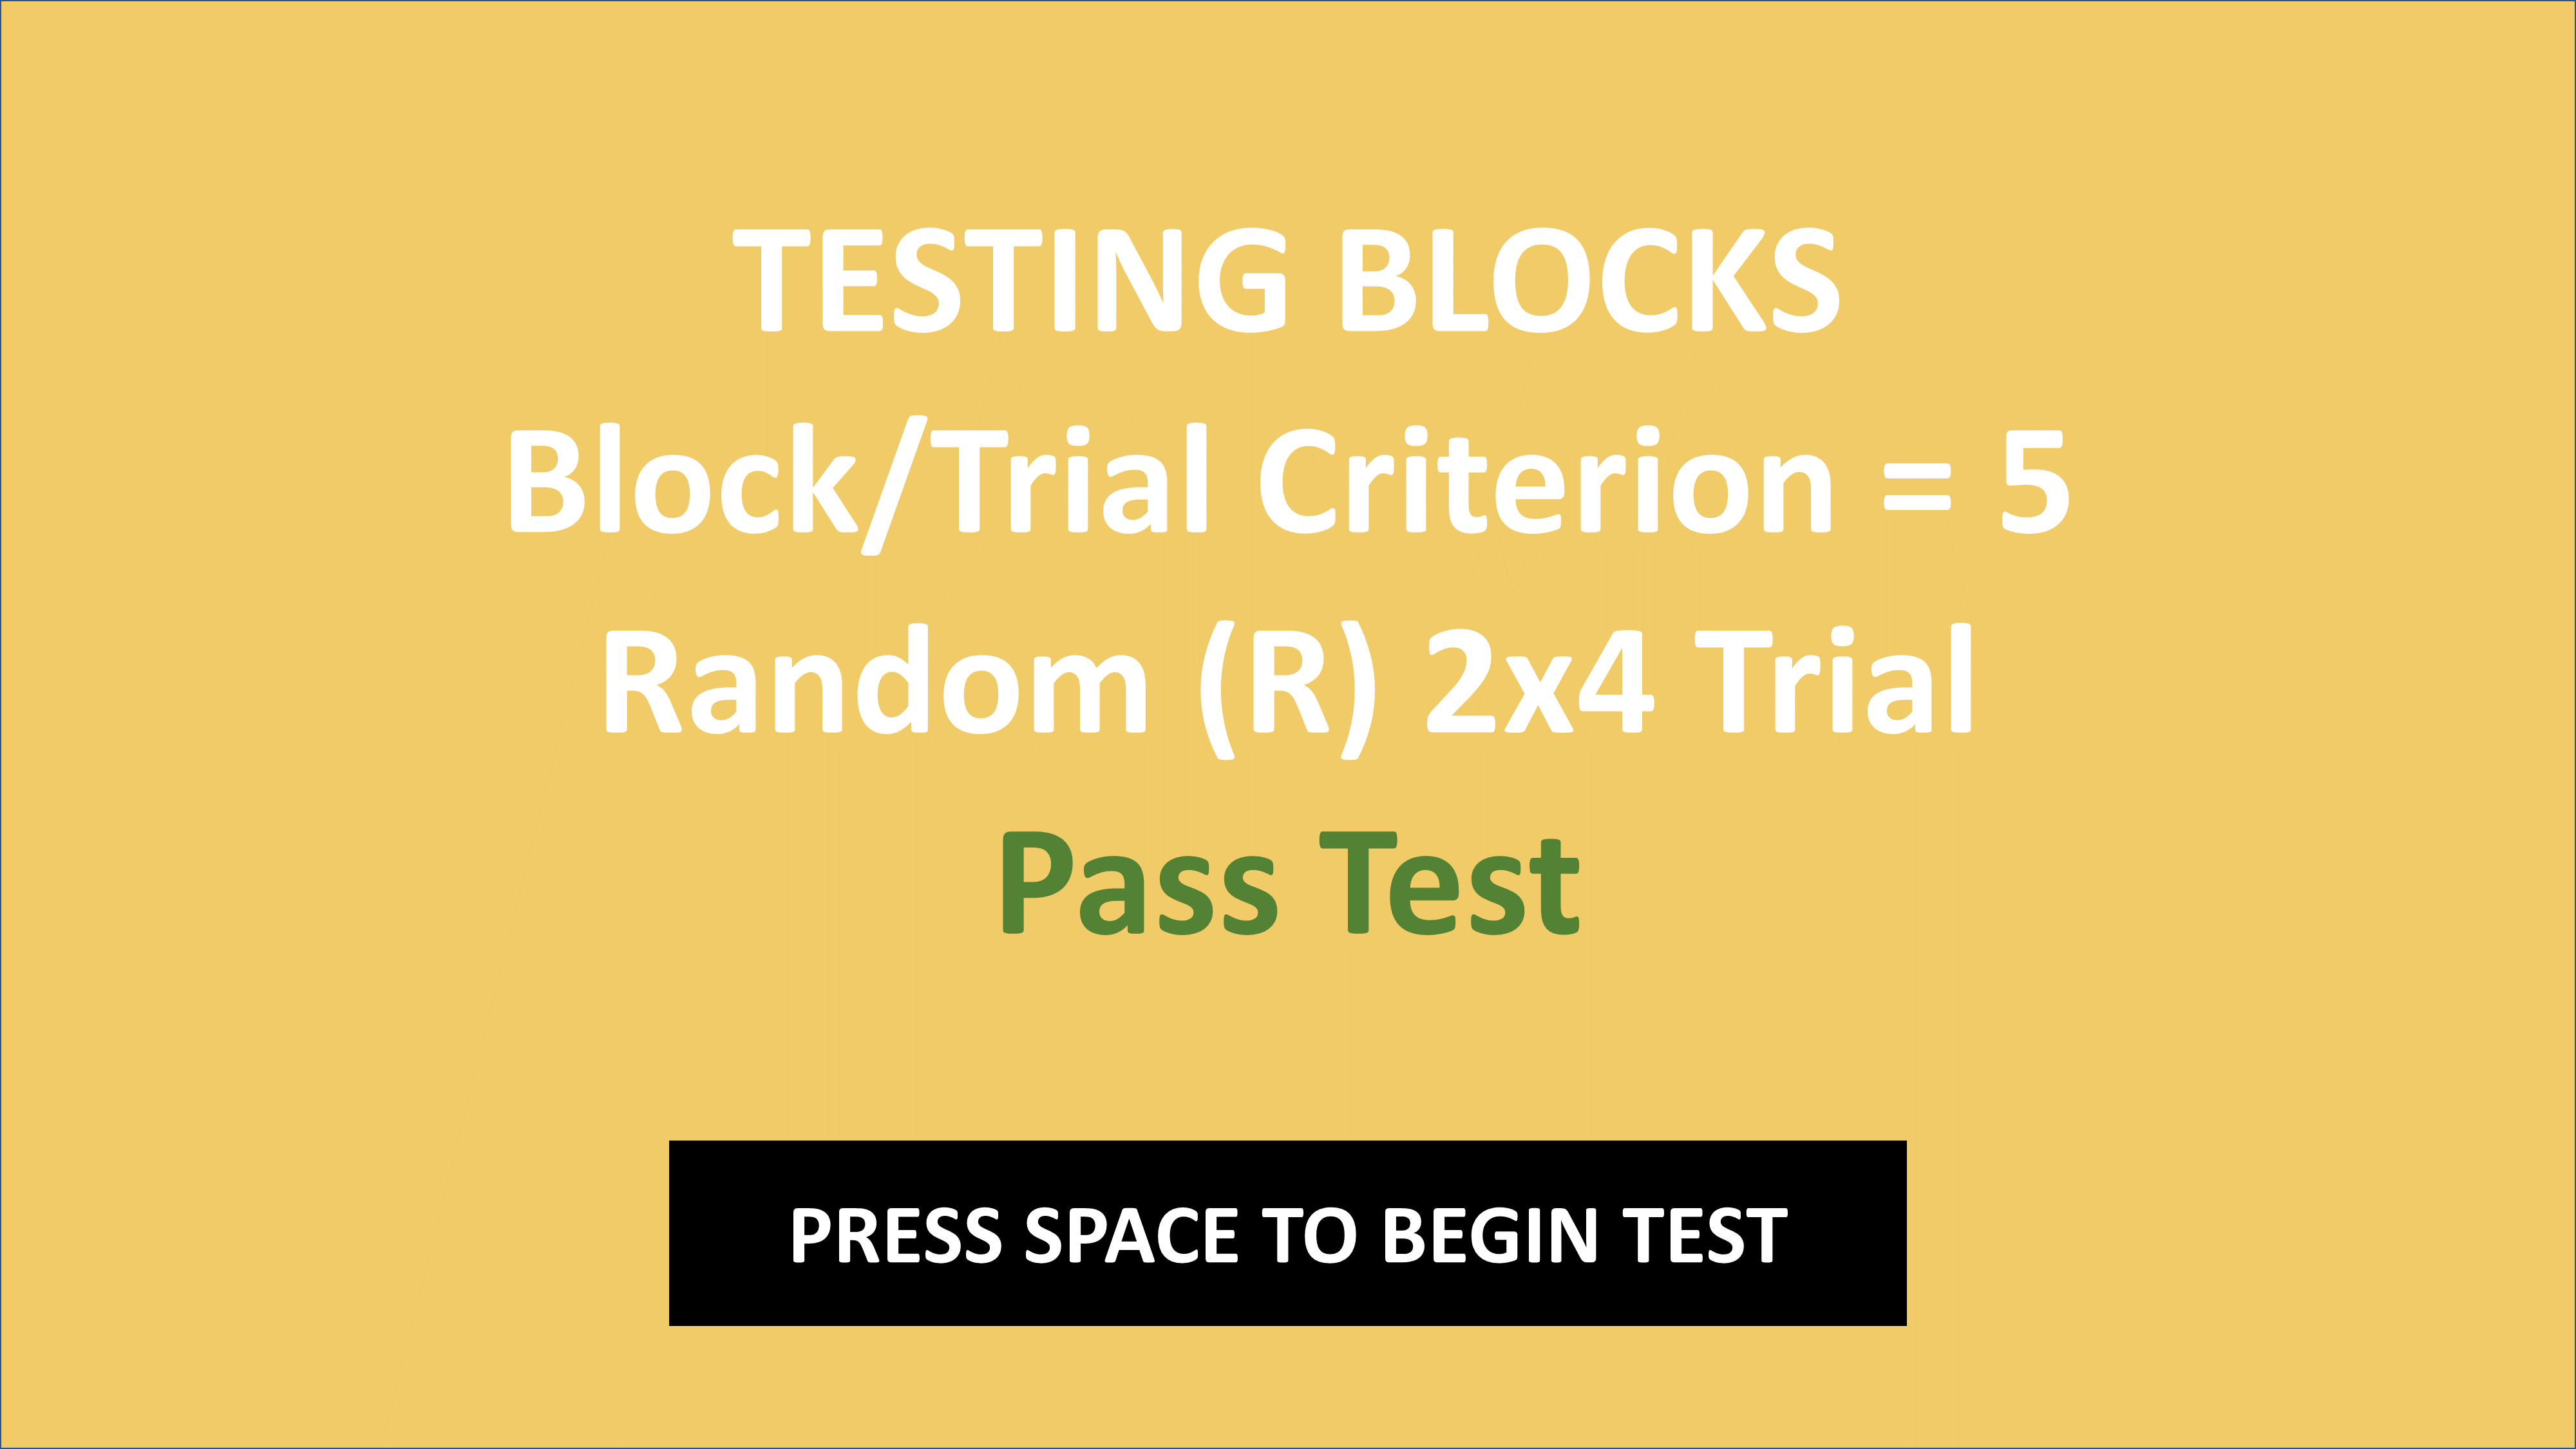 TESTING BLOCKS
Block/Trial Criterion = 5
Random (R) 2x4 Trial
Pass Test
PRESS SPACE TO BEGIN TEST